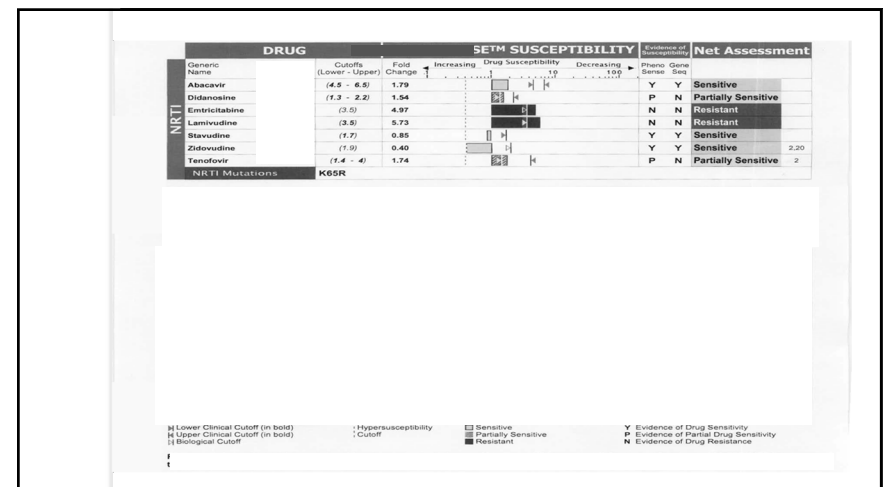 DRUG SETM SUSCEPTIBILITY Evidence of Susceptibility Net Assessment
Generic Name Cutoffs (Lower - Upper) Fold Change Increasing Drug Susceptibility Decreasing Pheno Sense Gene Seq
1 10 100
NRTI
Abacavir (4.5 - 6.5) 1.79 Y Y Sensitive
Didanosine (1.3 - 2.2) 1.54 P N Partially Sensitive
Emtricitabine (3.5) 4.97 N N Resistant
Lamivudine (3.5) 5.73 N N Resistant
Stavudine (1.7) 0.85 Y Y Sensitive
Zidovudine (1.9) 0.40 Y Y Sensitive 2,20
Tenofovir (1.4 - 4) 1.74 P N Partially Sensitive 2
NRTI Mutations K65R
Lower Clinical Cutoff (in bold) Hypersusceptibility Sensitive Y Evidence of Drug Sensitivity
Upper Clinical Cutoff (in bold) Cutoff Partially Sensitive P Evidence of Partial Drug Sensitivity
Biological Cutoff Resistant N Evidence of Drug Resistance